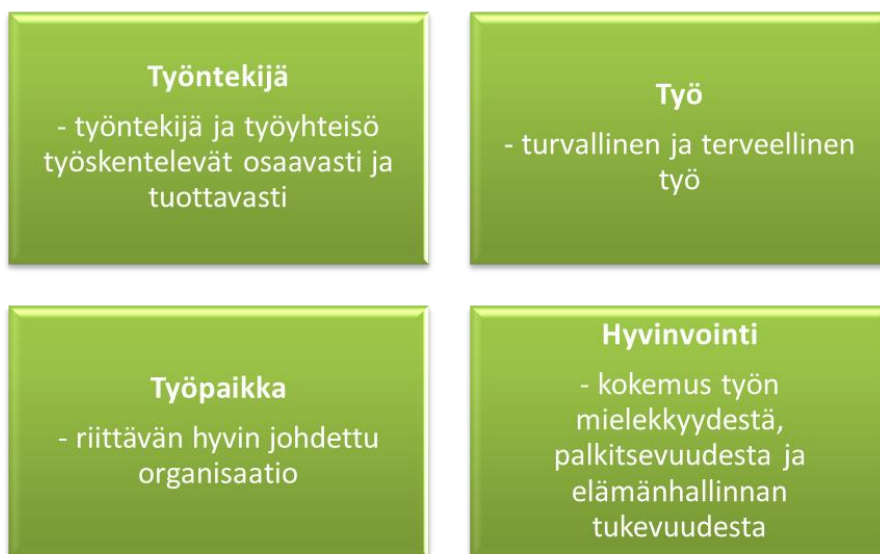 Työntekijä
- työntekijä ja työyhteisö
työskentelevät osaavasti ja
tuottavasti
Työ
- turvallinen ja terveellinen
työ
Työpaikka
- riittävän hyvin johdettu
organisaatio
Hyvinvointi
- kokemus työn
mielekkyydestä,
palkitsevuudesta ja
elämänhallinnan
tukevuudesta